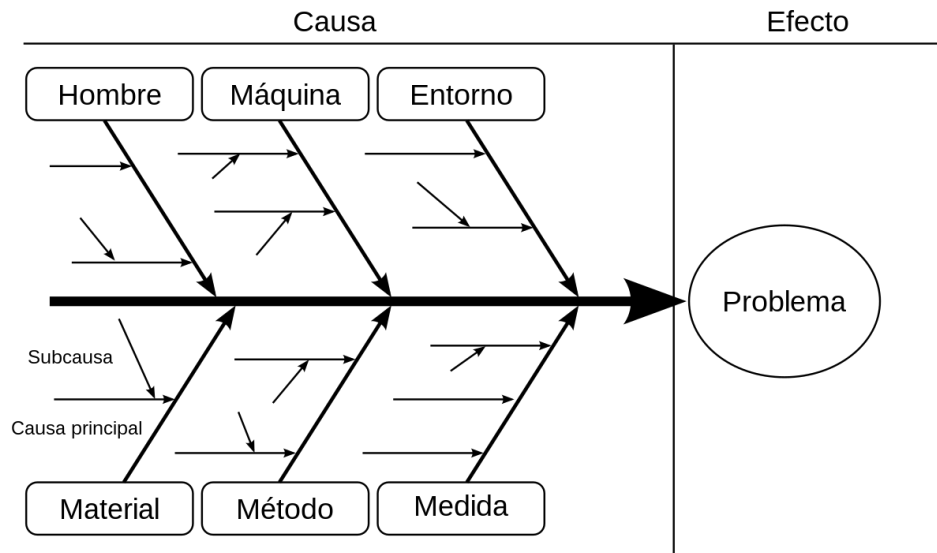 Causa
Efecto
Hombre
Máquina
Entorno
Problema
Subcausa
Causa principal
Material
Método
Medida